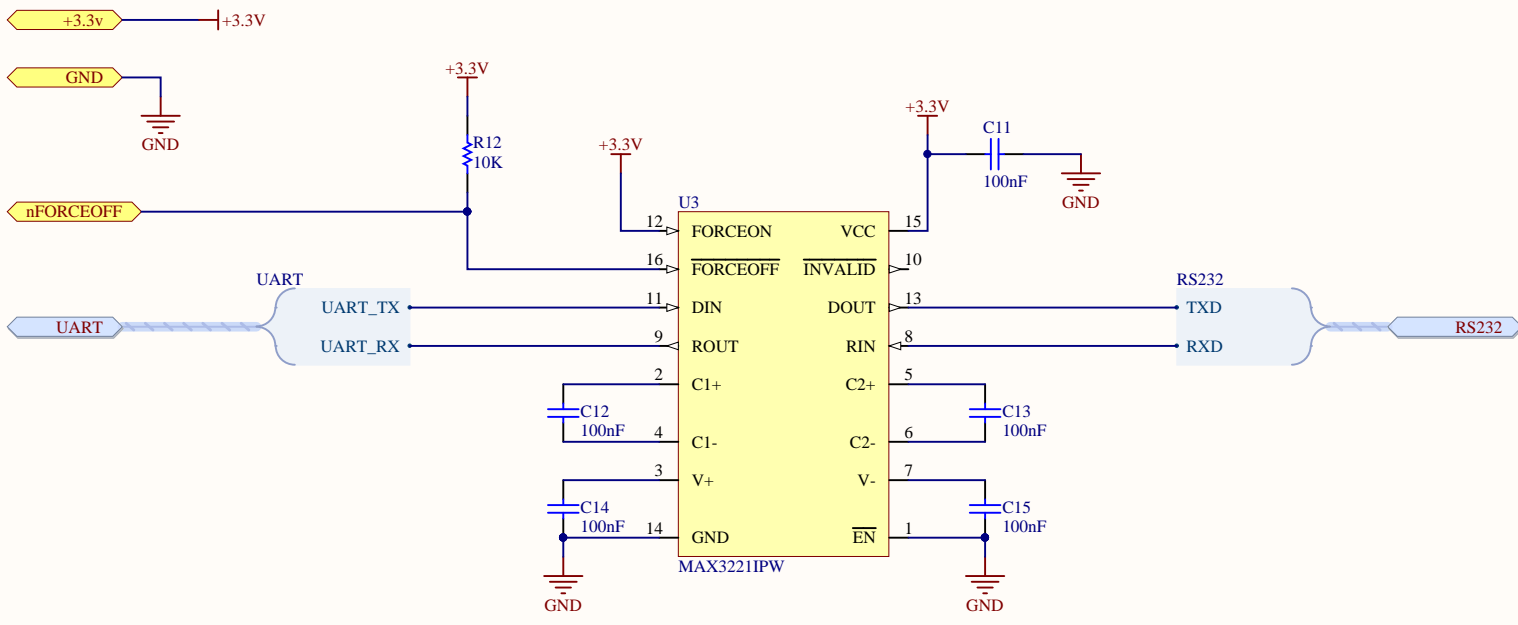 +3.3v
+3.3V
GND
GND
+3.3V
R12
10K
+3.3V
+3.3V
C11
100nF
GND
nFORCEOFF
U3
12
FORCEON
VCC
15
16
FORCEOFF
INVALID
10
UART
UART
UART_TX
UART_RX
11
DIN
DOUT
13
9
ROUT
RIN
8
RS232
TXD
RXD
RS232
2
C1+
C2+
5
C12
100nF
C13
100nF
4
C1-
C2-
6
3
V+
V-
7
C14
100nF
C15
100nF
14
GND
EN
1
MAX3221IPW
GND
GND